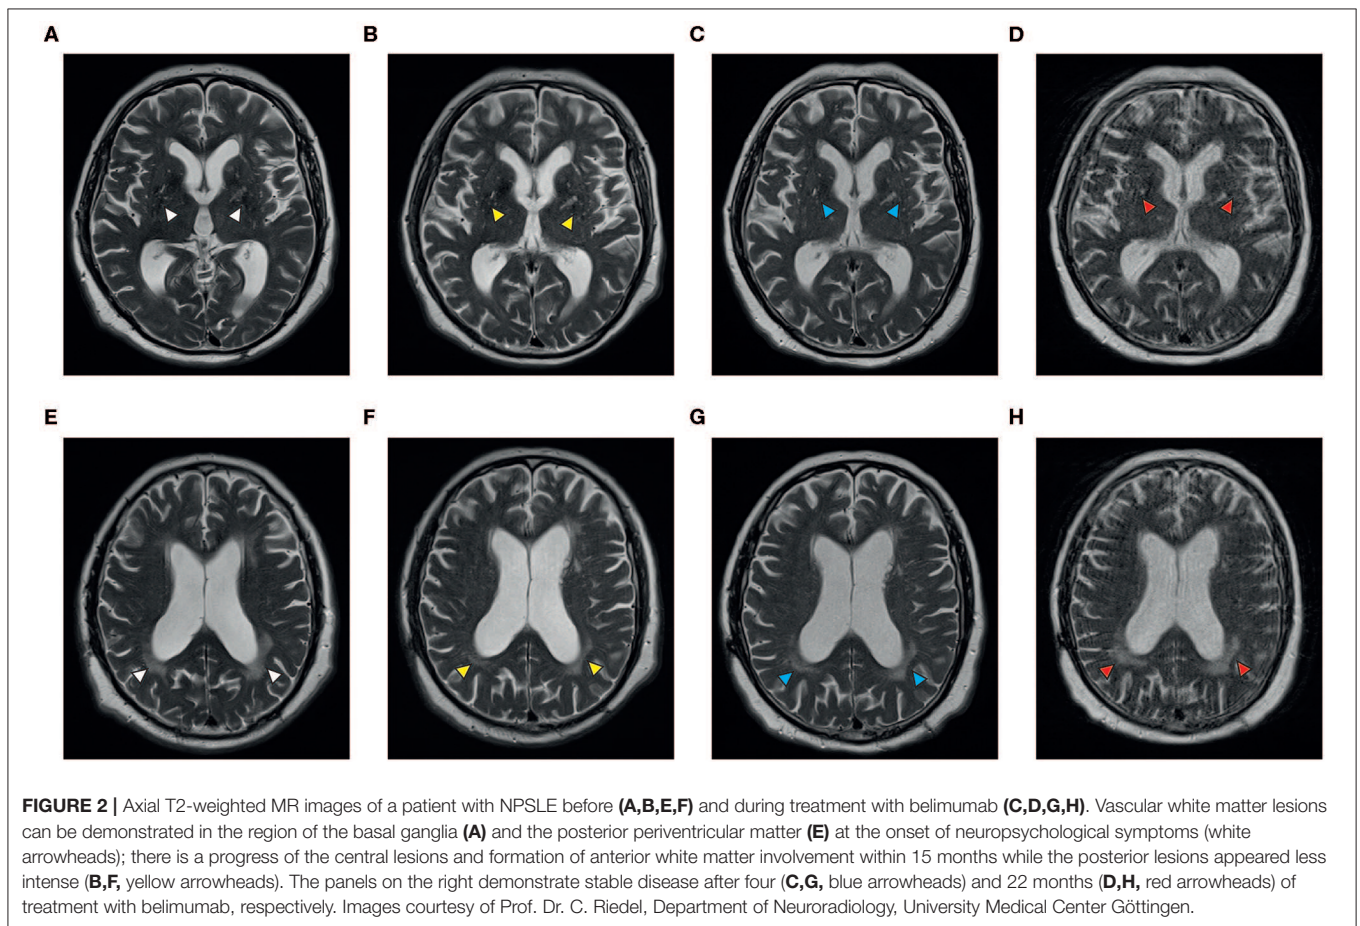 A B C D
E F G H
FIGURE 2 | Axial T2-weighted MR images of a patient with NPSLE before (A,B,E,F) and during treatment with belimumab (C,D,G,H). Vascular white matter lesions
can be demonstrated in the region of the basal ganglia (A) and the posterior periventricular matter (E) at the onset of neuropsychological symptoms (white
arrowheads); there is a progress of the central lesions and formation of anterior white matter involvement within 15 months while the posterior lesions appeared less
intense (B,F, yellow arrowheads). The panels on the right demonstrate stable disease after four (C,G, blue arrowheads) and 22 months (D,H, red arrowheads) of
treatment with belimumab, respectively. Images courtesy of Prof. Dr. C. Riedel, Department of Neuroradiology, University Medical Center Göttingen.